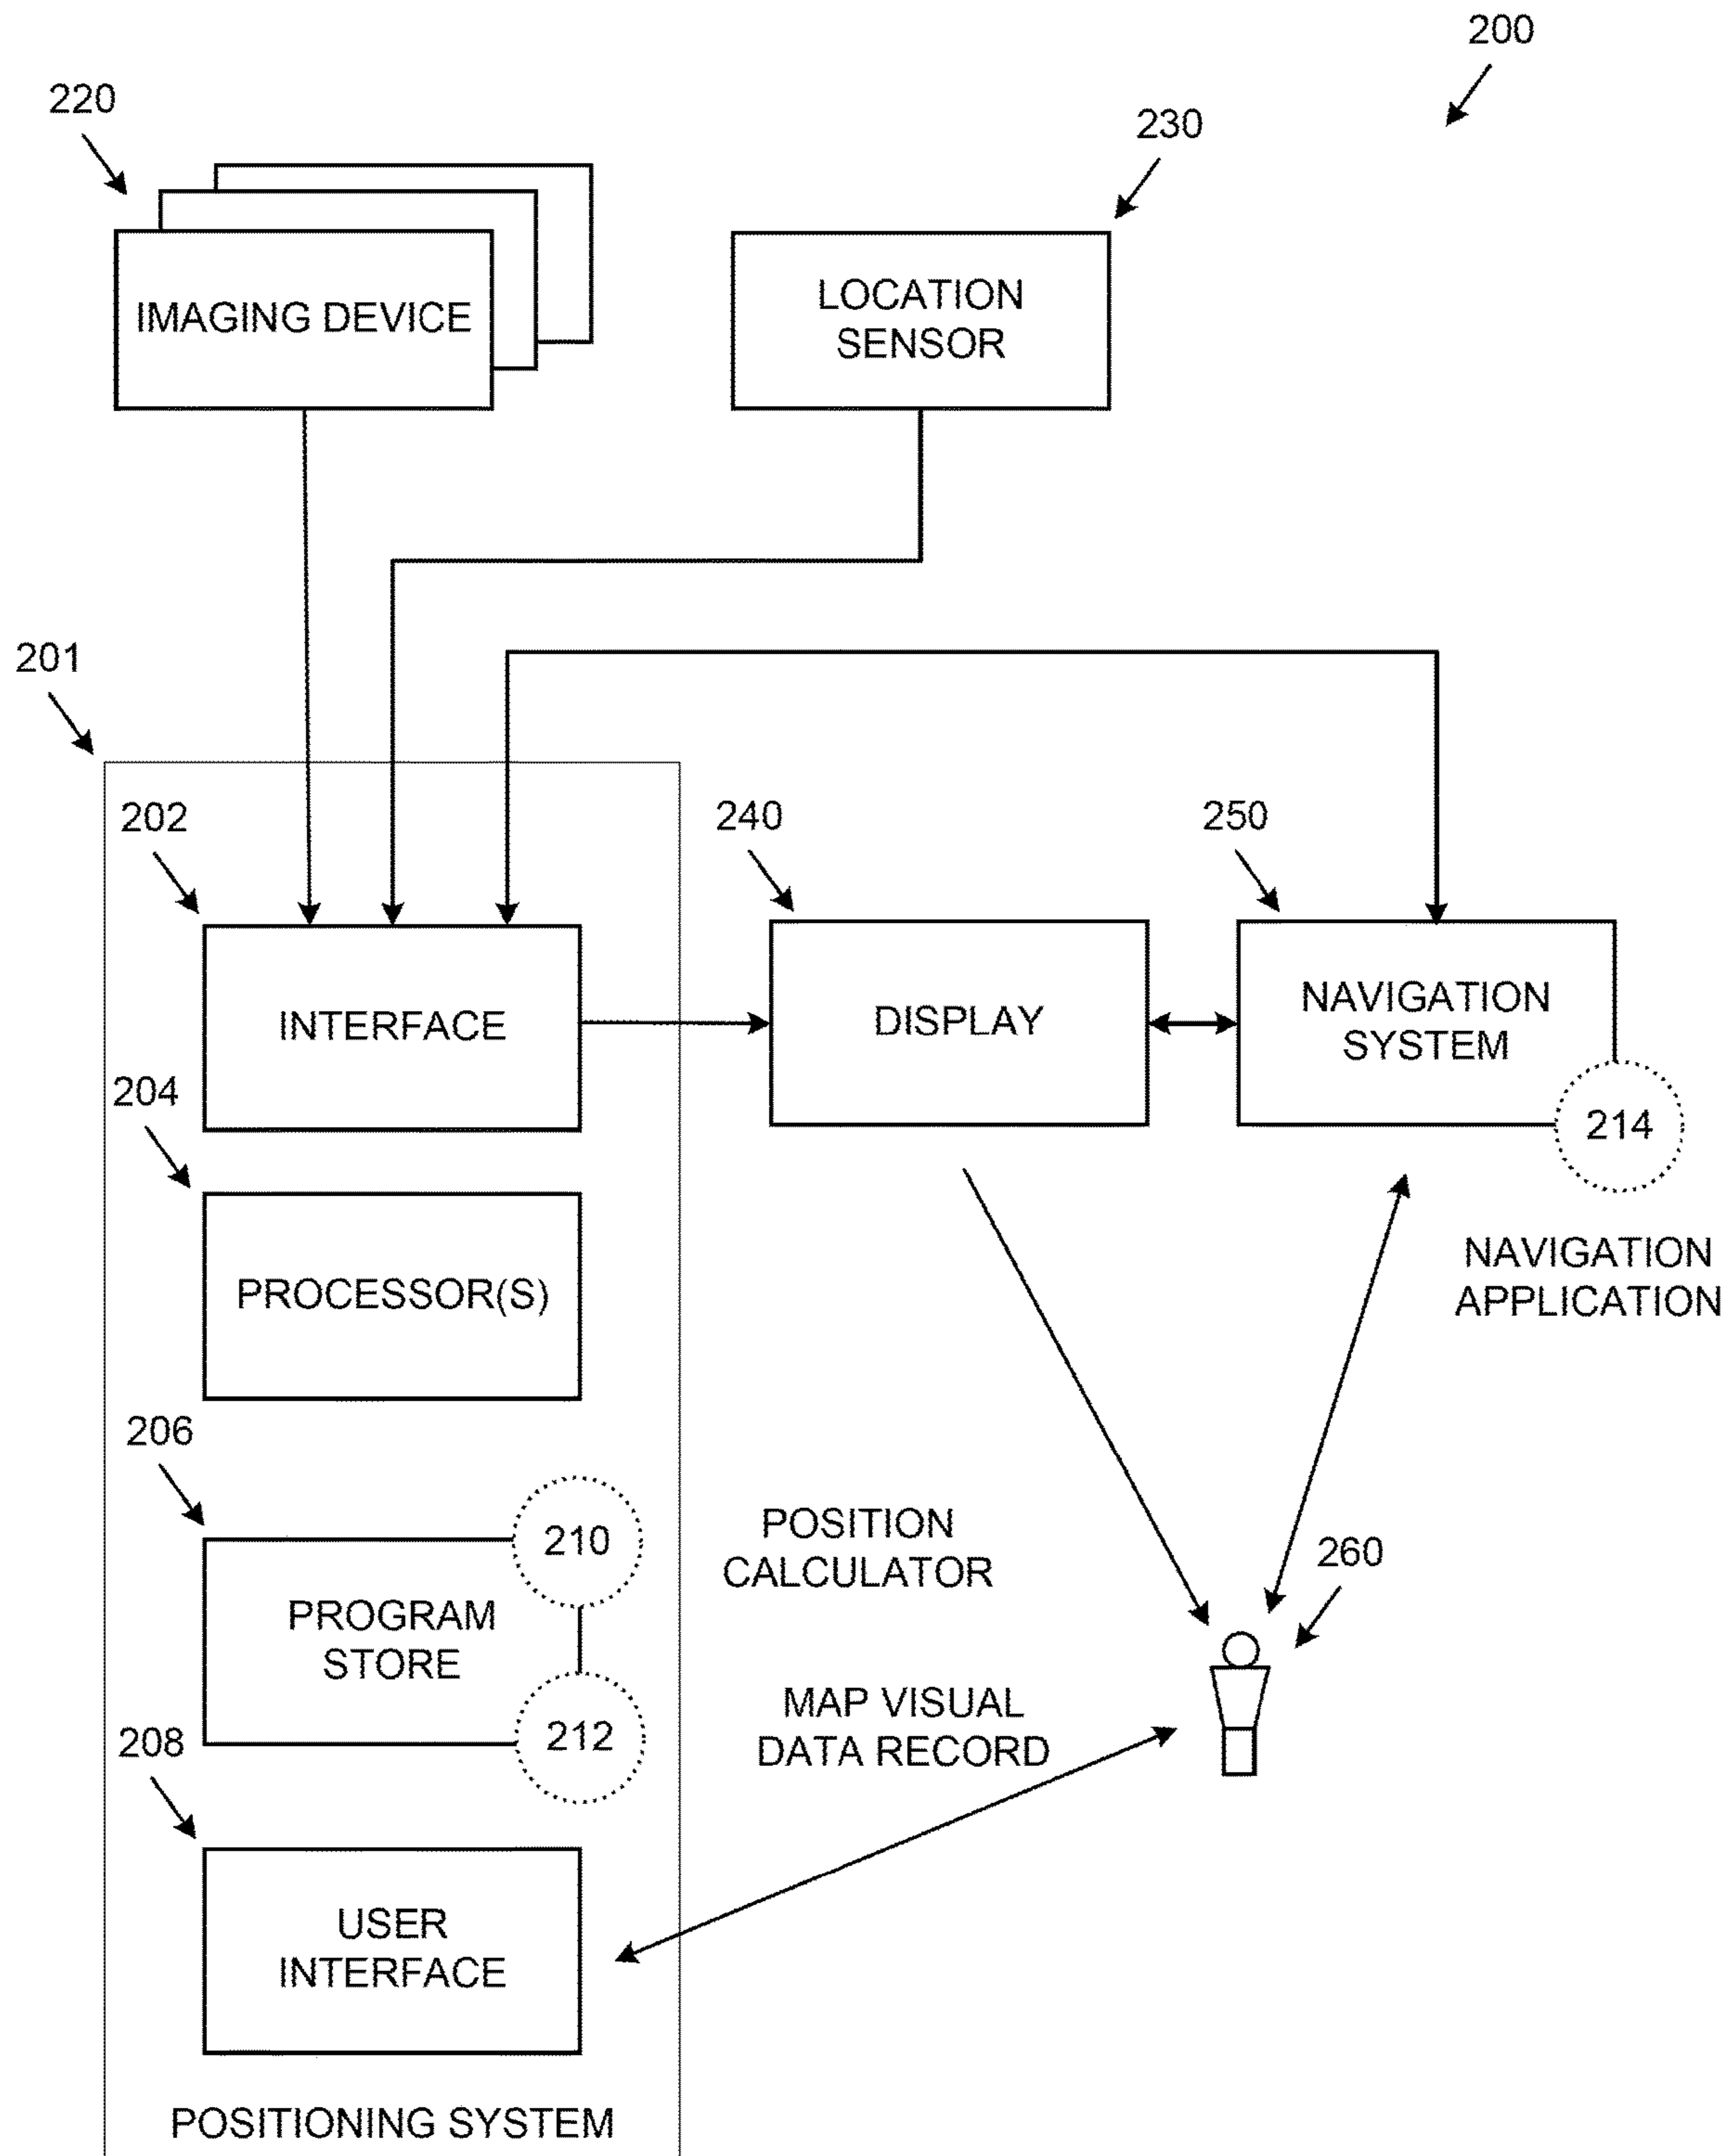 200
220
230
IMAGING DEVICE
LOCATION
SENSOR
201
202
240
250
INTERFACE
DISPLAY
NAVIGATION
SYSTEM
204
214
PROCESSOR(S)
NAVIGATION
APPLICATION
206
210
POSITION
CALCULATOR
260
PROGRAM
STORE
MAP VISUAL
DATA RECORD
208
212
USER
INTERFACE
POSITIONING SYSTEM